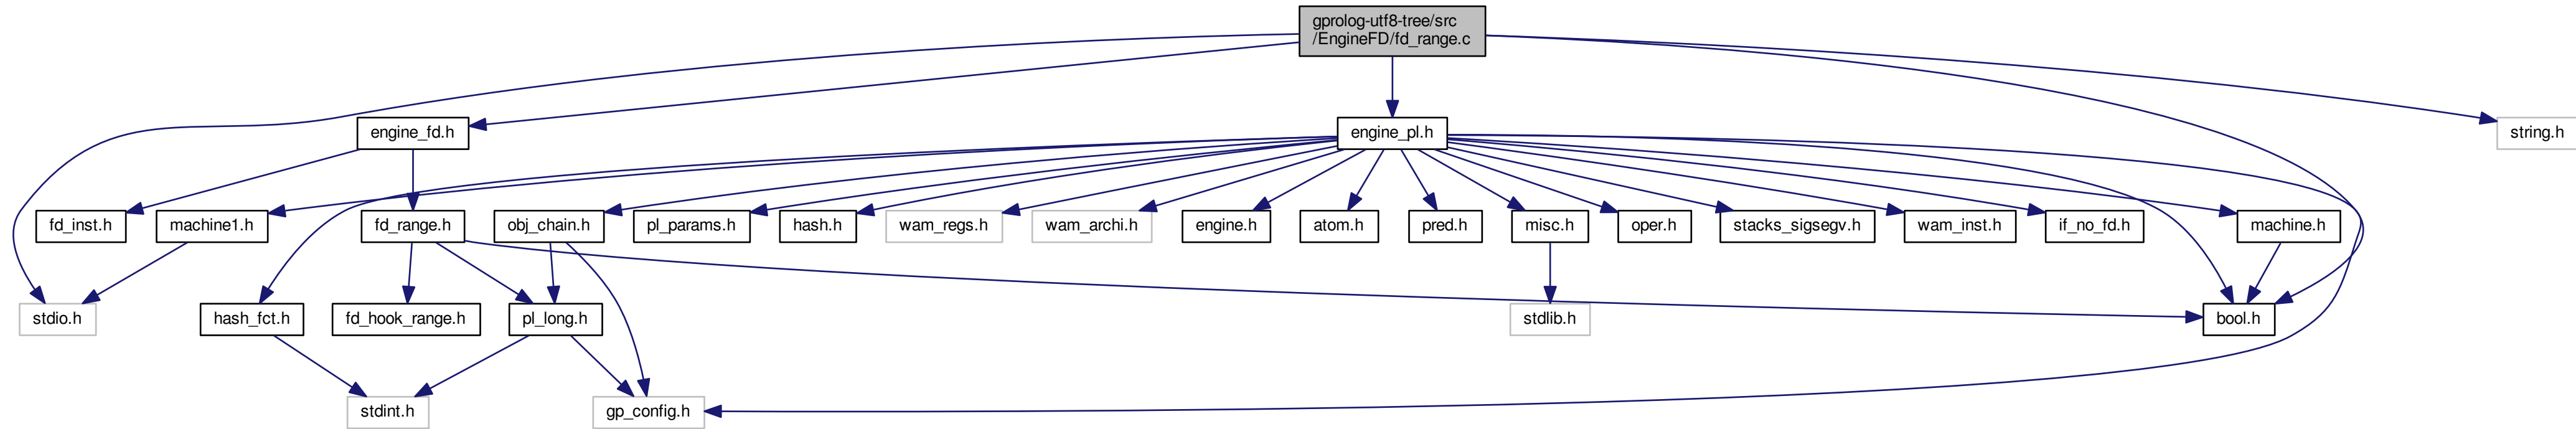 gprolog-utf8-tree/src
/EngineFD/fd_range.c
engine_fd.h
engine_pl.h
string.h
fd_inst.h
machine1.h
fd_range.h
obj_chain.h
pl_params.h
hash.h
wam_regs.h
wam_archi.h
engine.h
atom.h
pred.h
misc.h
oper.h
stacks_sigsegv.h
wam_inst.h
if_no_fd.h
machine.h
stdio.h
hash_fct.h
fd_hook_range.h
pl_long.h
stdlib.h
bool.h
stdint.h
gp_config.h